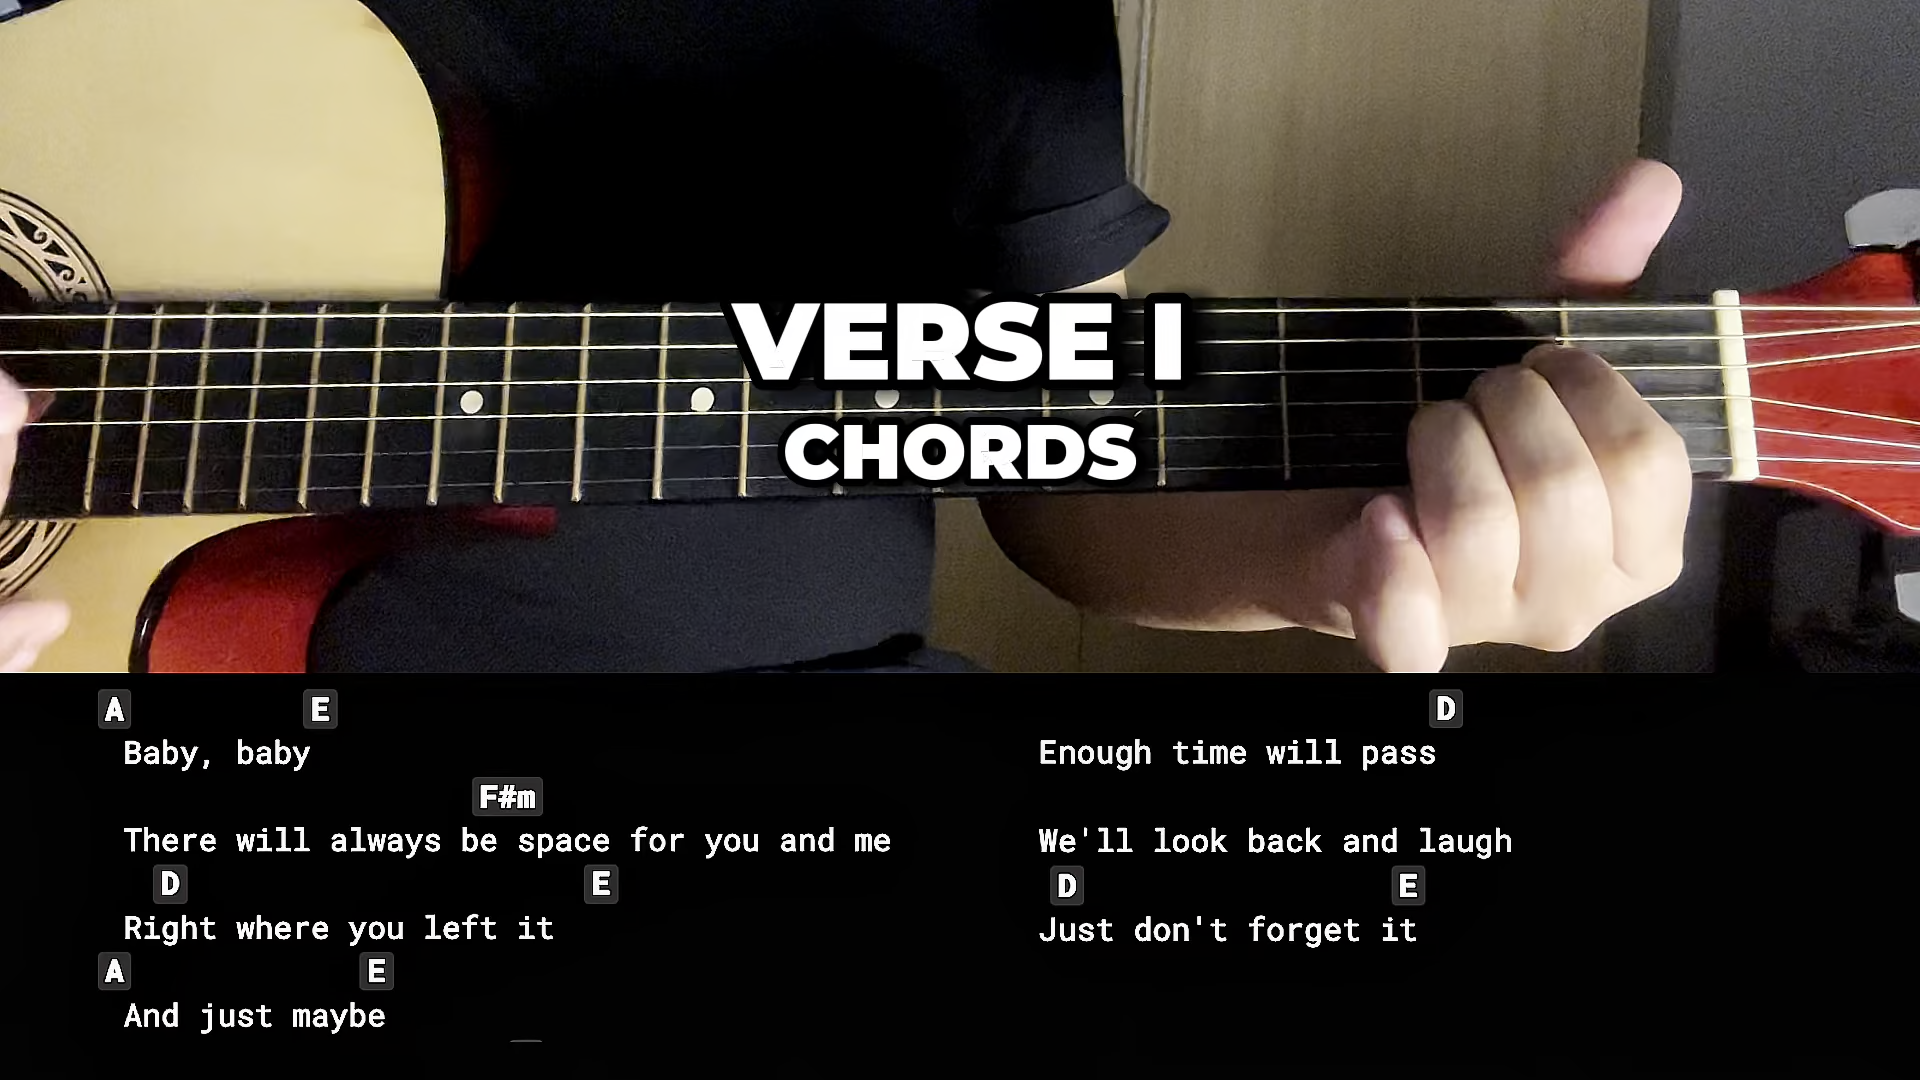 VERSE I
CHORDS
A E
Baby, baby
F#m
There will always be space for you and me
D E
Right where you left it
A E
And just maybe
D
Enough time will pass
We'll look back and laugh
D E
Just don't forget it